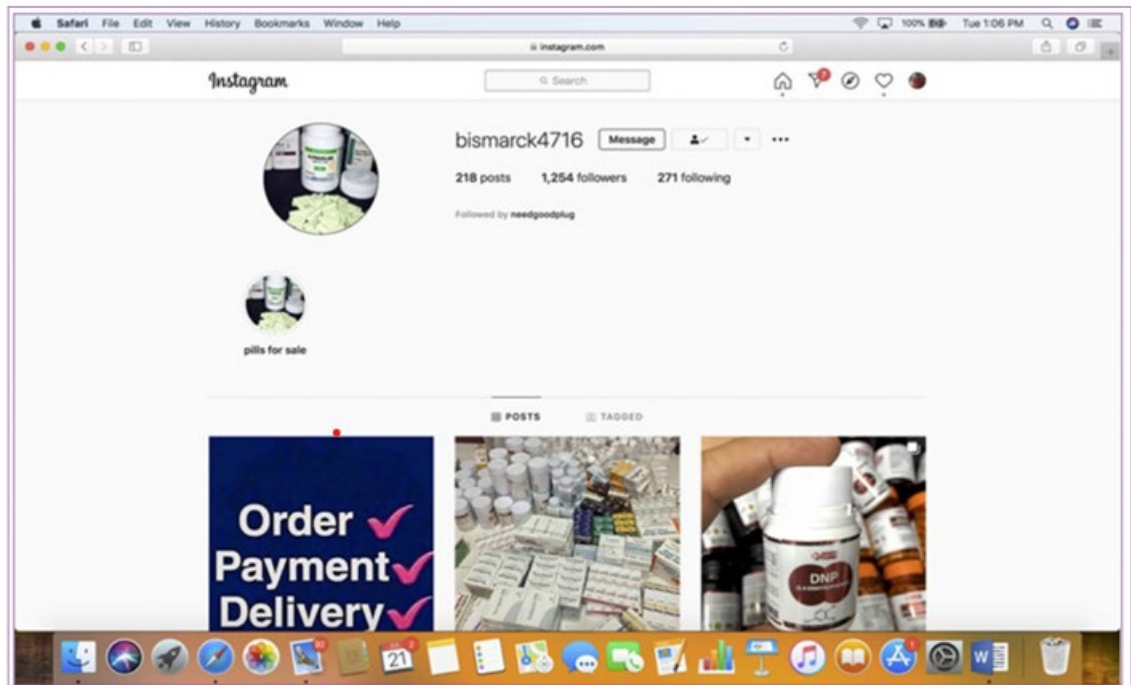 Safari File Edit View History Bookmarks Window Help 100% Tue 1:06 PM
instagram.com
Instagram Search 7
bismarck4716 Message
218 posts 1,254 followers 271 following
Followed by needgoodplug
pills for sale
POSTS TAGGED
Order
Payment
Delivery
DNP
21